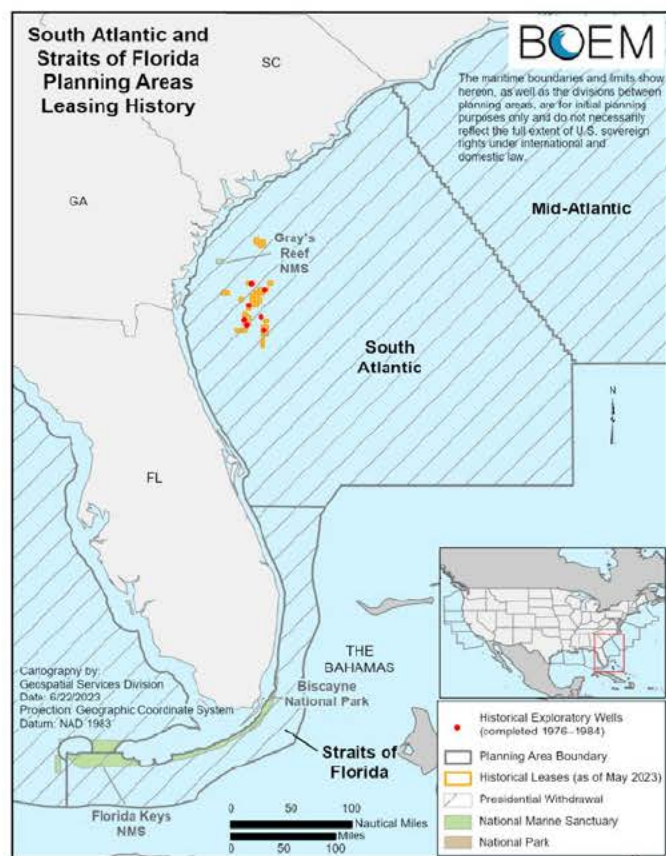 South Atlantic and
Straits of Florida
Planning Areas
Leasing History
BOEM
The maritime boundaries and limits show
hereon, as well as the divisions between
planning areas, are for initial planning
purposes only and do not necessarily
reflect the full extent of U.S. sovereign
rights under international and
domestic law.
SC
GA
Mid-Atlantic
Gray's
Reef
NMS
South
Atlantic
N
FL
THE
BAHAMAS
Cartography by:
Geospatial Services Division
Date: 6/22/2023
Projection: Geographic Coordinate System
Datum: NAD 1983
Biscayne
National Park
Straits of
Florida
Florida Keys
NMS
0 50 100
Nautical Miles
Miles
0 50 100
Historical Exploratory Wells
(completed 1976–1984)
Planning Area Boundary
Historical Leases (as of May 2023)
Presidential Withdrawal
National Marine Sanctuary
National Park